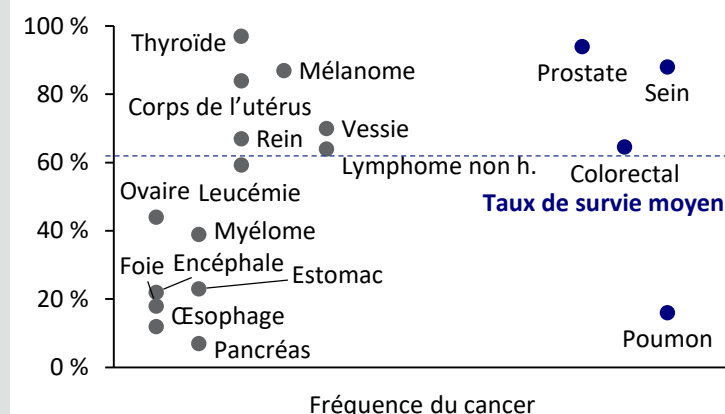 100 %
Thyroïde
Mélanome
Prostate
80 %
Sein
Corps de l’utérus
Vessie
Rein
60 %
Lymphome non h.
Colorectal
Ovaire
Leucémie
Taux de survie moyen
40 %
Myélome
Foie
Encéphale
Estomac
20 %
Œsophage
Poumon
Pancréas
0 %
Fréquence du cancer